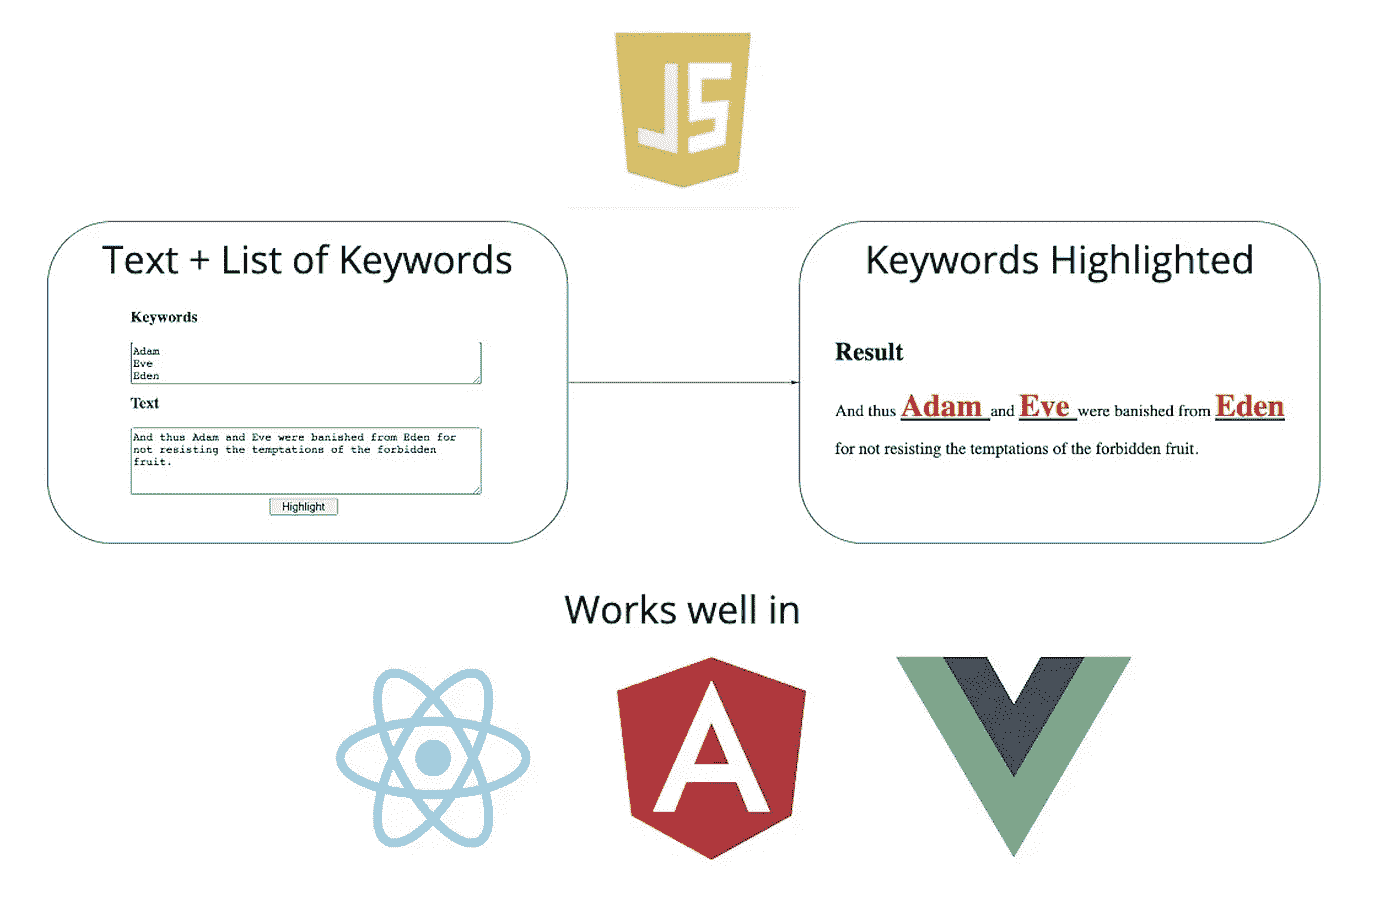 JS
Text + List of Keywords
Keywords
Adam
Eve
Eden
Text
And thus Adam and Eve were banished from Eden for
not resisting the temptations of the forbidden
fruit.
Highlight
Keywords Highlighted
Result
And thus Adam and Eve were banished from Eden
for not resisting the temptations of the forbidden fruit.
Works well in
A